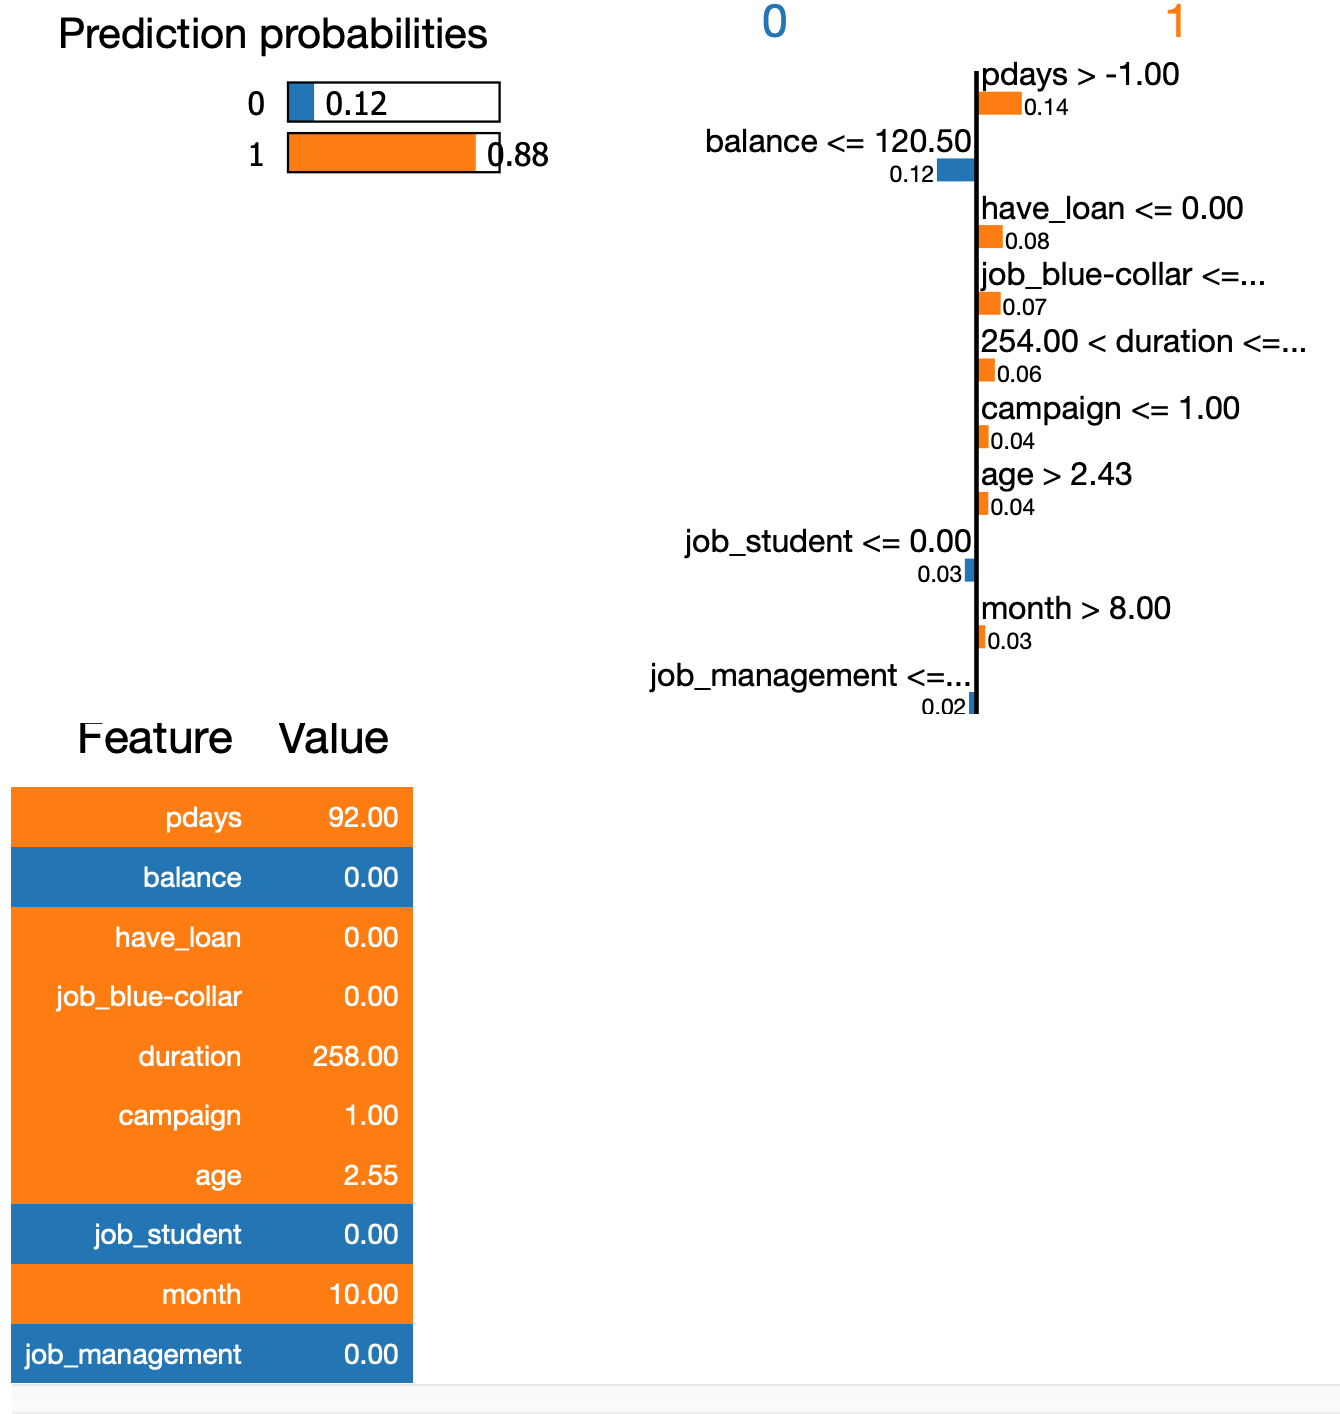 Prediction probabilities
0 0.12
1 0.88
0 1
pdays > -1.00
0.14
balance <= 120.50
0.12
have_loan <= 0.00
0.08
job_blue-collar <=...
0.07
254.00 < duration <=...
0.06
campaign <= 1.00
0.04
age > 2.43
0.04
job_student <= 0.00
0.03
month > 8.00
0.03
job_management <=...
0.02
Feature Value
pdays 92.00
balance 0.00
have_loan 0.00
job_blue-collar 0.00
duration 258.00
campaign 1.00
age 2.55
job_student 0.00
month 10.00
job_management 0.00